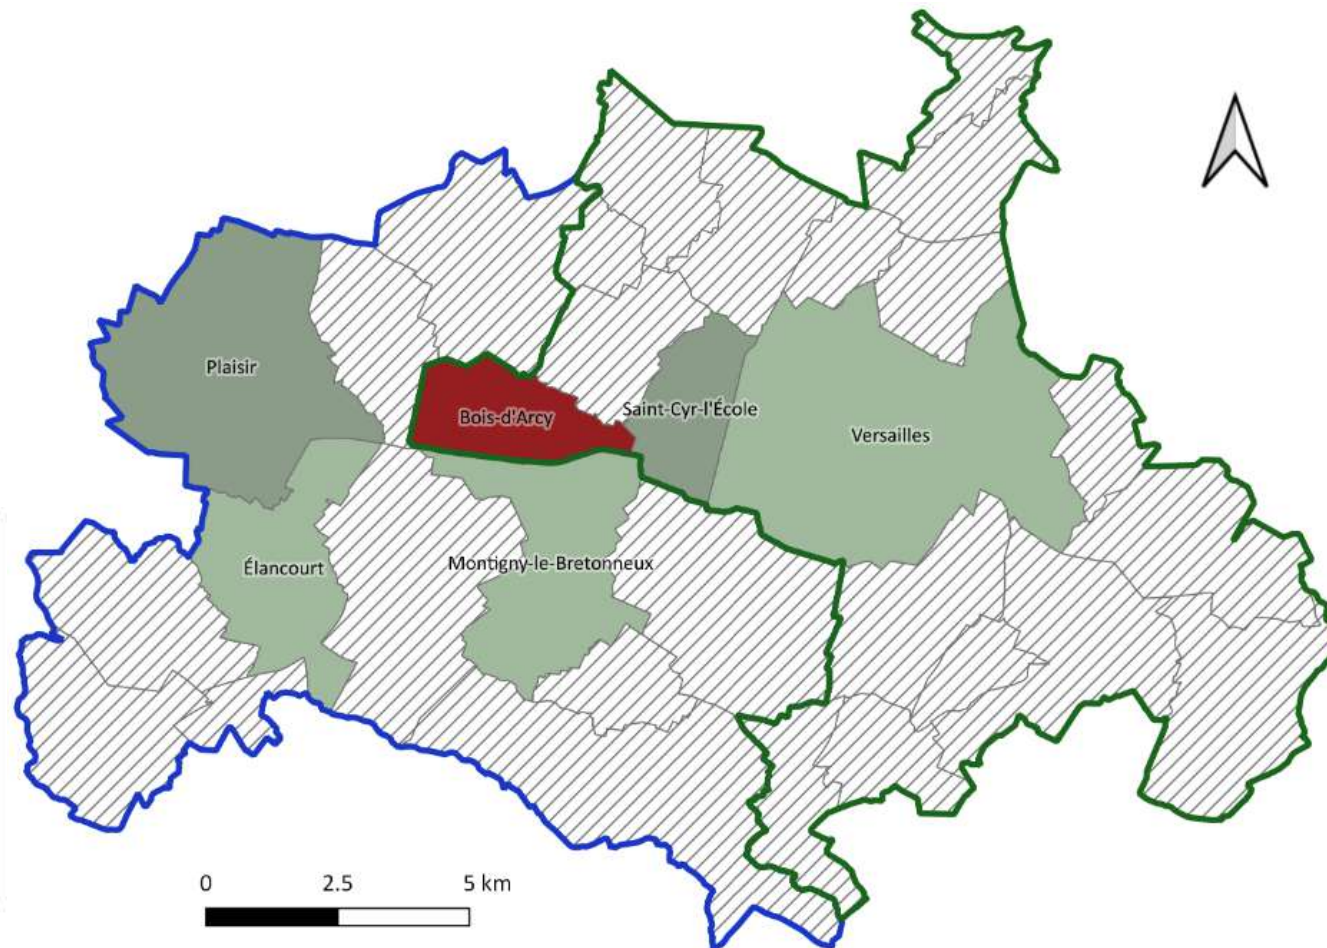 Plaisir
Bois-d'Arcy
Saint-Cyr-l'École
Versailles
Élancourt
Montigny-le-Bretonneux
0 2.5 5 km